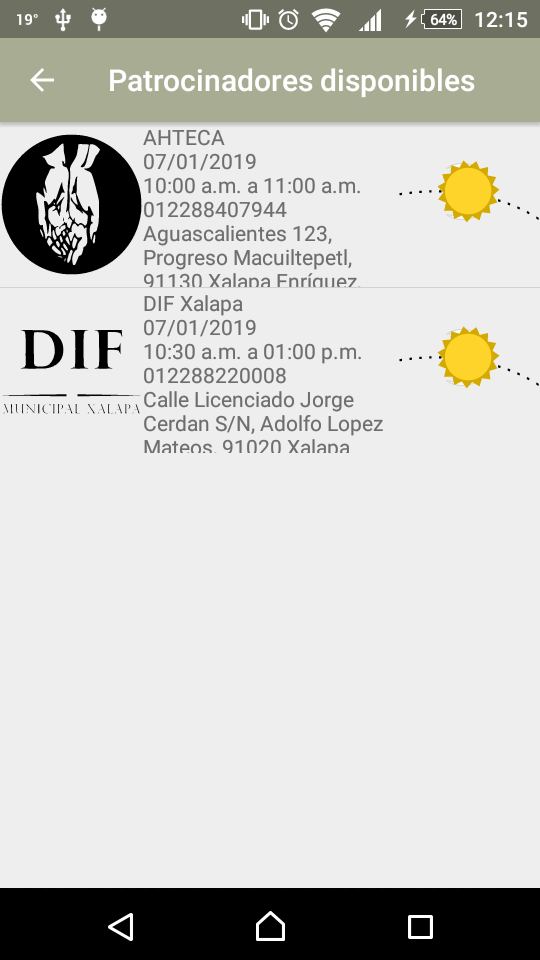 19°
64%
12:15
Patrocinadores disponibles
AHTECA
07/01/2019
10:00 a.m. a 11:00 a.m.
012288407944
Aguascalientes 123,
Progreso Macuiltepetl,
91130 Xalapa Enríquez,
DIF
MUNICIPAL XALAPA
DIF Xalapa
07/01/2019
10:30 a.m. a 01:00 p.m.
012288220008
Calle Licenciado Jorge
Cerdan S/N, Adolfo Lopez
Mateos, 91020 Xalapa